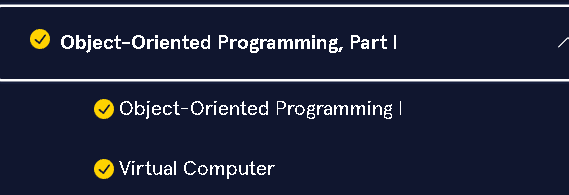 Object-Oriented Programming, Part I
Object-Oriented Programming I
Virtual Computer